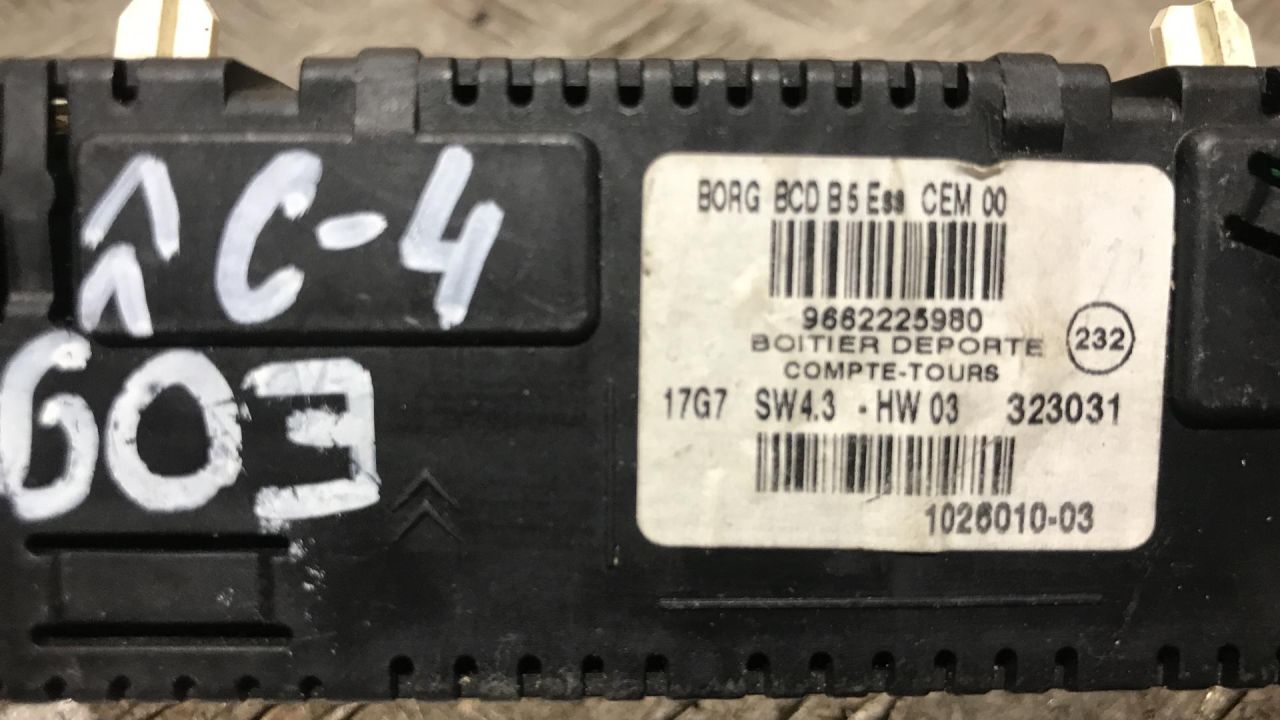 C-4
603
BORG BCD B5 Ess CEM 00
9662225980
BOITIER DEPORTE
232
COMPTE-TOURS
17G7 SW4.3 - HW 03 323031
1026010-03